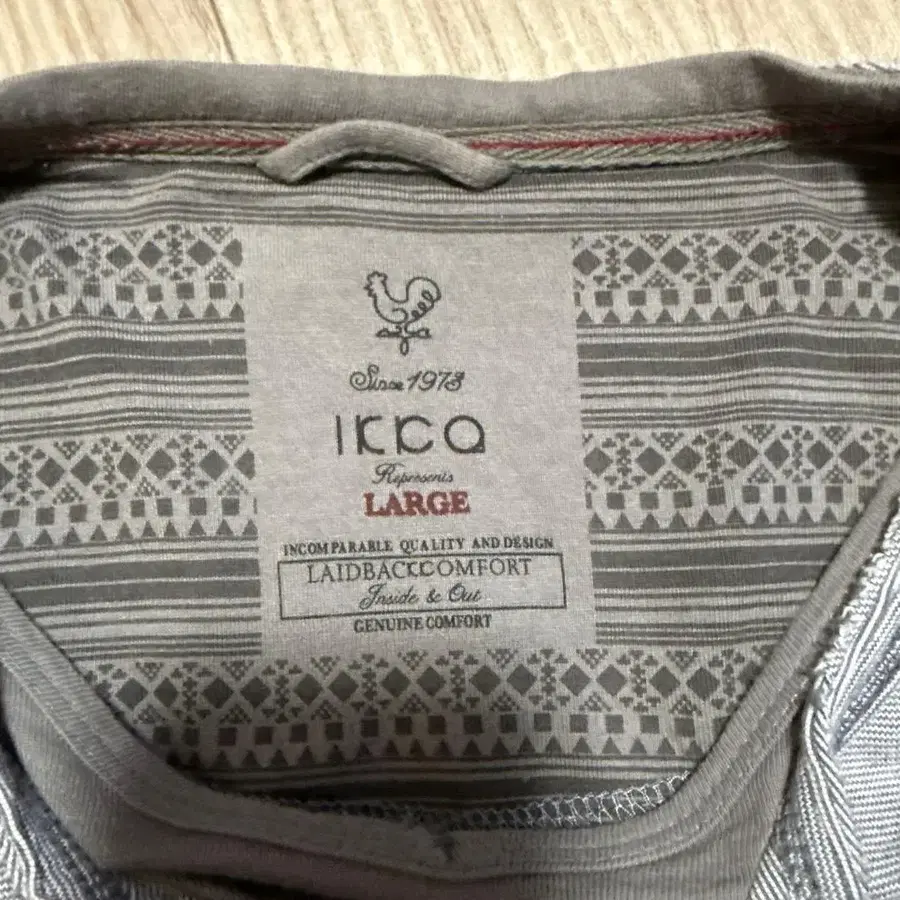 Since 1973
ikka
Represents
LARGE
INCOMPARABLE QUALITY AND DESIGN
LAIDBACKCOMFORT
Inside & Out
GENUINE COMFORT